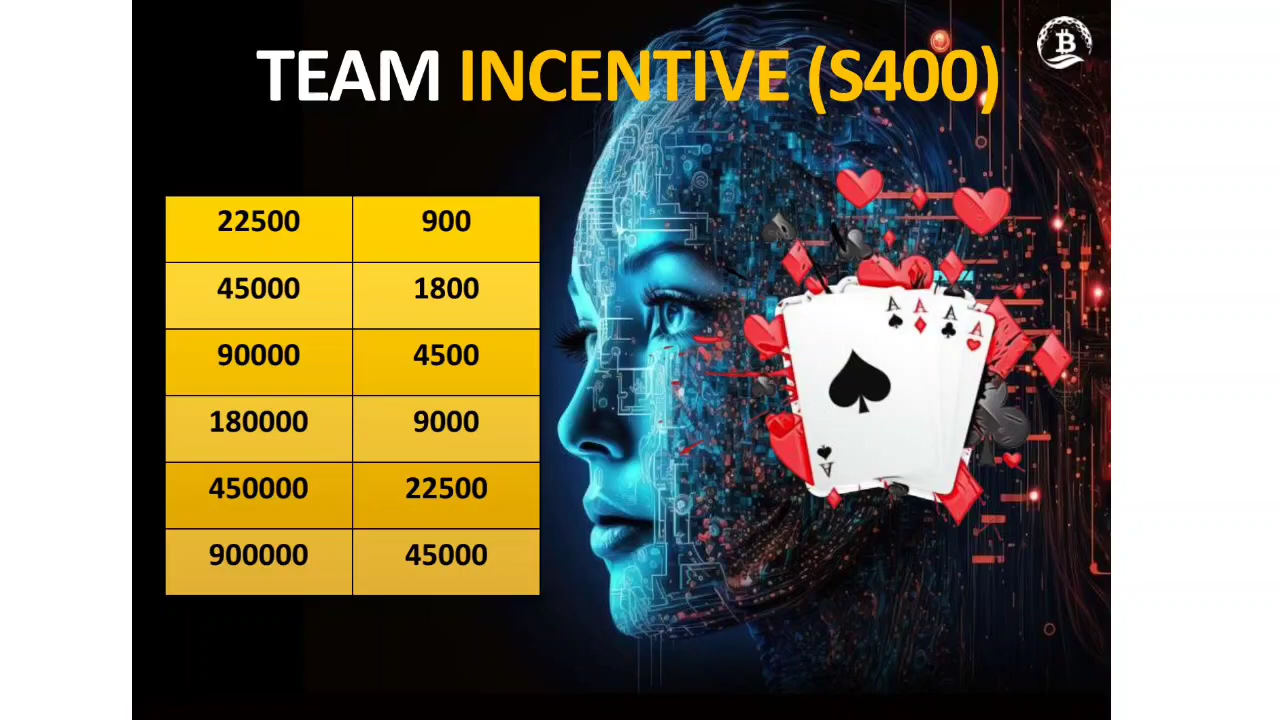 TEAM INCENTIVE (S400)
22500 900
45000 1800
90000 4500
180000 9000
450000 22500
900000 45000
A A A A
A